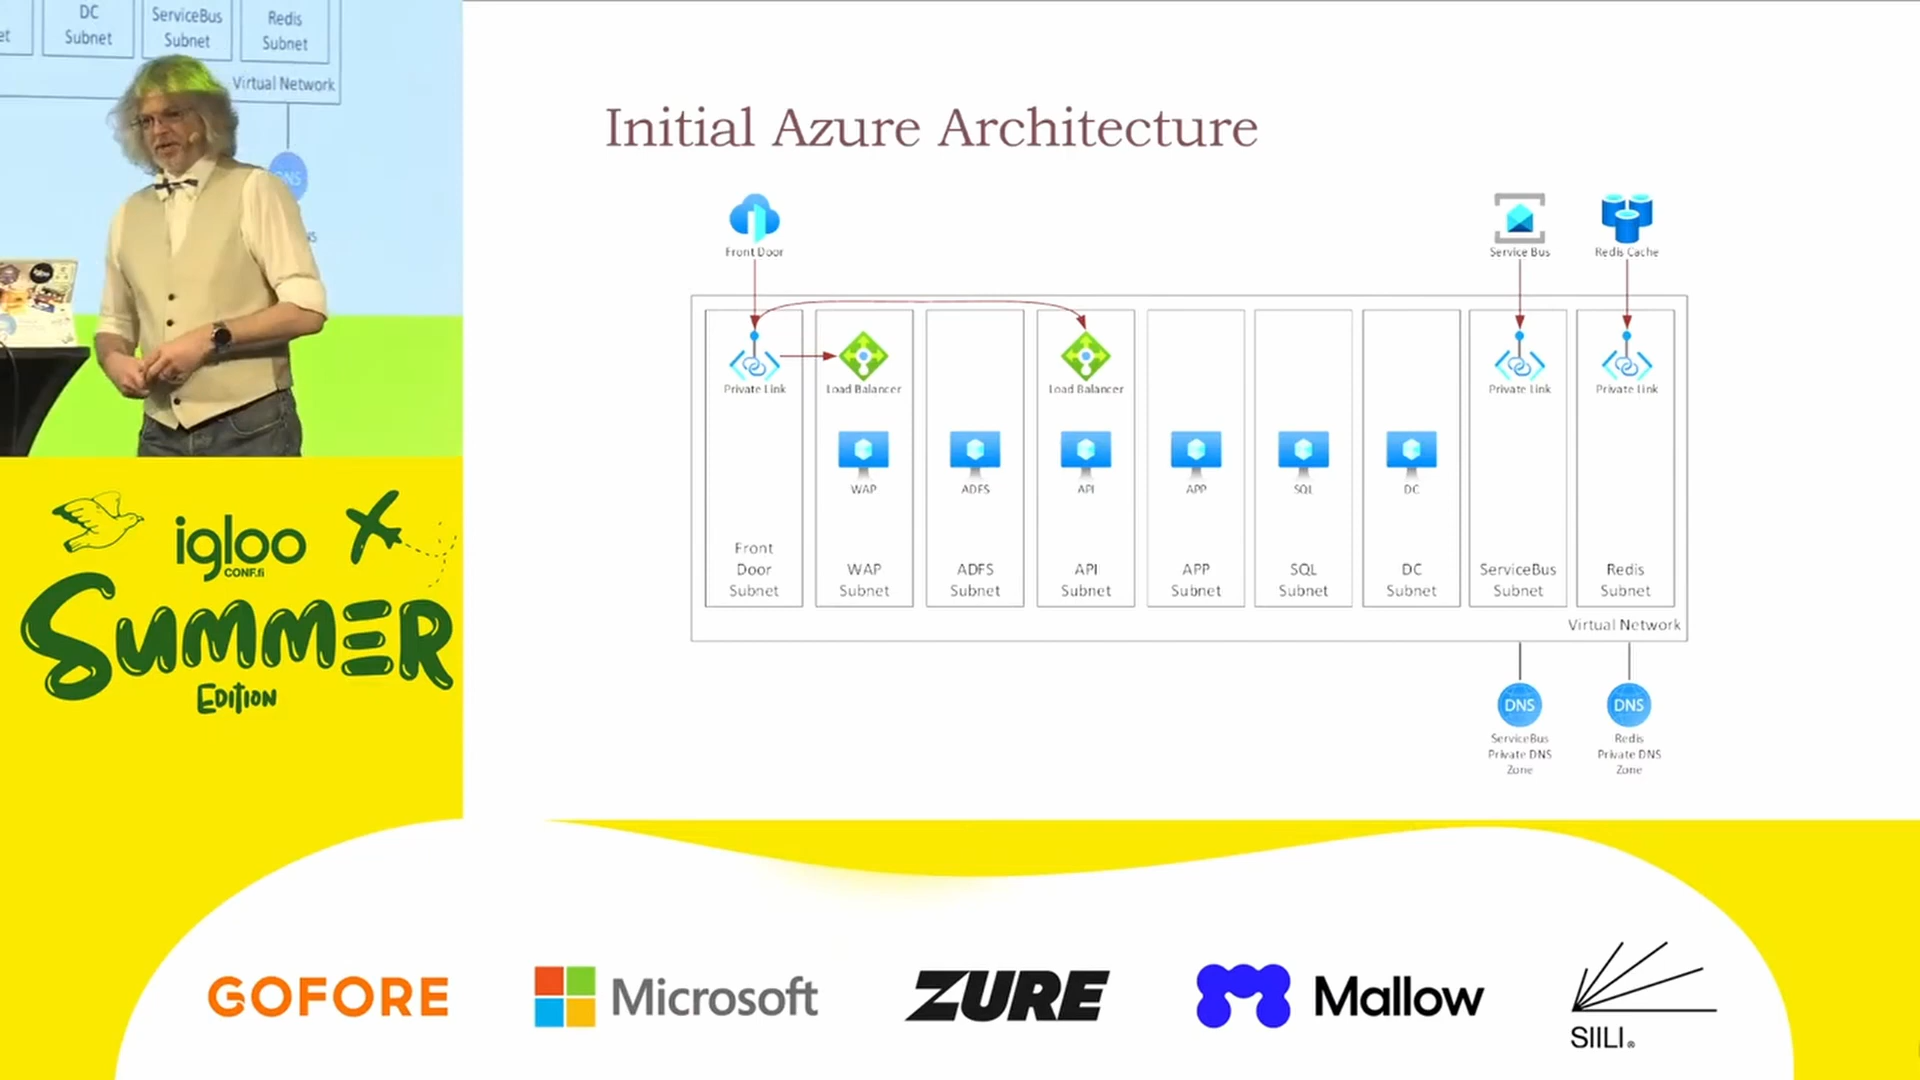 DC
Subnet
ServiceBus
Subnet
Redis
Subnet
Virtual Network
igloo
CONF.fi
SUMMER
EDITION
Initial Azure Architecture
Front Door
Service Bus
Redis Cache
Private Link
Load Balancer
Load Balancer
Private Link
Private Link
WAP
ADFS
API
APP
SQL
DC
Front
Door
Subnet
WAP
Subnet
ADFS
Subnet
API
Subnet
APP
Subnet
SQL
Subnet
DC
Subnet
ServiceBus
Subnet
Redis
Subnet
Virtual Network
DNS
ServiceBus
Private DNS
Zone
DNS
Redis
Private DNS
Zone
GOFORE
Microsoft
ZURE
Mallow
SIILI®